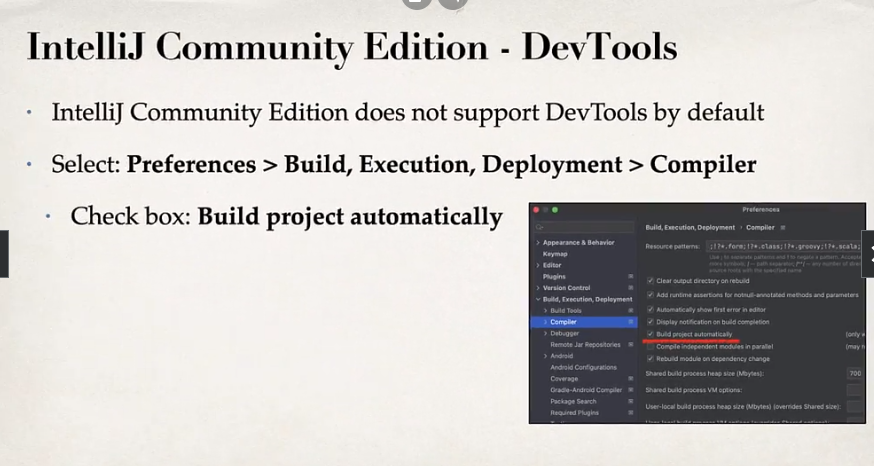 IntelliJ Community Edition - DevTools
IntelliJ Community Edition does not support DevTools by default
Select: Preferences > Build, Execution, Deployment > Compiler
Check box: Build project automatically
Preferences
Appearance & Behavior
Keymap
Editor
Plugins
Version Control
Build, Execution, Deployment
Build Tools
Compiler
Debugger
Remote Jar Repositories
Android
Android Configurations
Coverage
Gradle-Android Compiler
Package Search
Required Plugins
Build, Execution, Deployment › Compiler
Resource patterns: ;!?*.form;!?*.class;!?*.groovy;!?*.scala;
Clear output directory on rebuild
Add runtime assertions for notnull-annotated methods and parameters
Automatically show first error in editor
Display notification on build completion
Build project automatically (only w
Compile independent modules in parallel (may r
Rebuild module on dependency change
Shared build process heap size (Mbytes): 700
Shared build process VM options:
User-local build process heap size (Mbytes) (overrides Shared size):